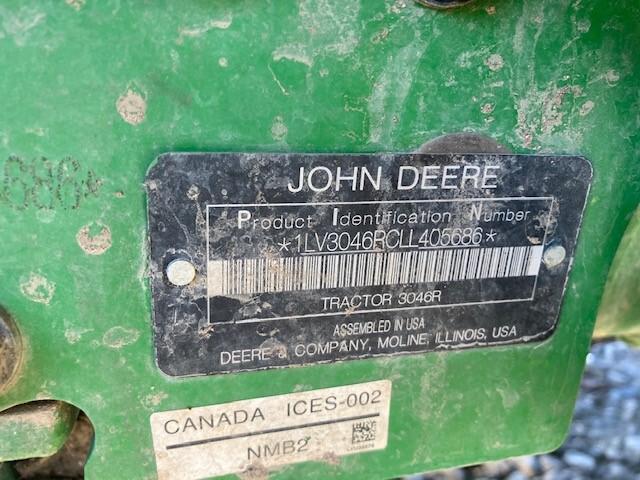 JOHN DEERE
Product Identification Number
*1LV3046RCLL405686*
TRACTOR 3046R
ASSEMBLED IN USA
DEERE & COMPANY, MOLINE, ILLINOIS, USA
CANADA ICES-002
NMB2